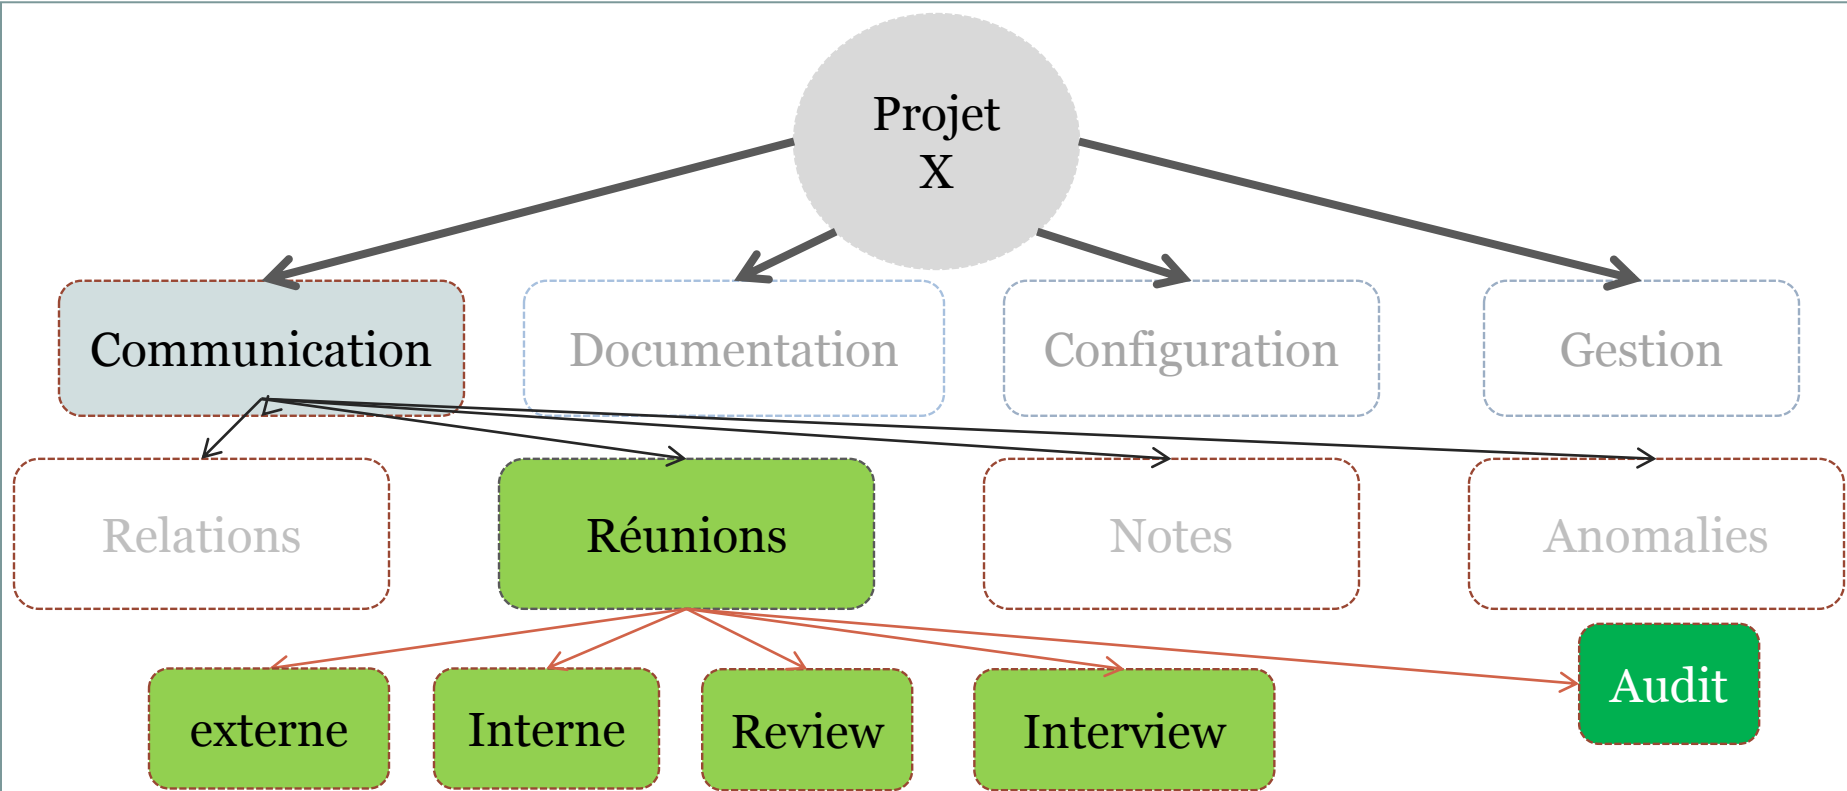 Projet
X
Communication
Documentation
Configuration
Gestion
Relations
Réunions
Notes
Anomalies
externe
Interne
Review
Interview
Audit